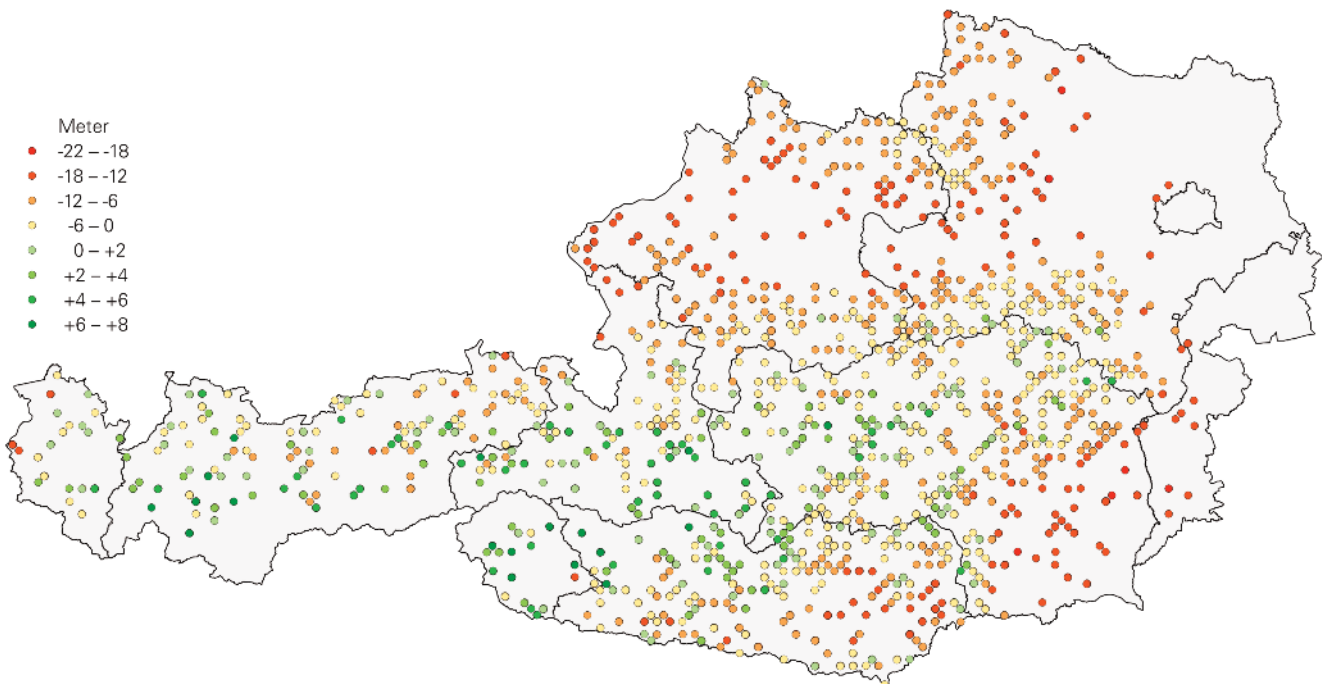 Meter
-22 – -18
-18 – -12
-12 – -6
-6 – 0
0 – +2
+2 – +4
+4 – +6
+6 – +8